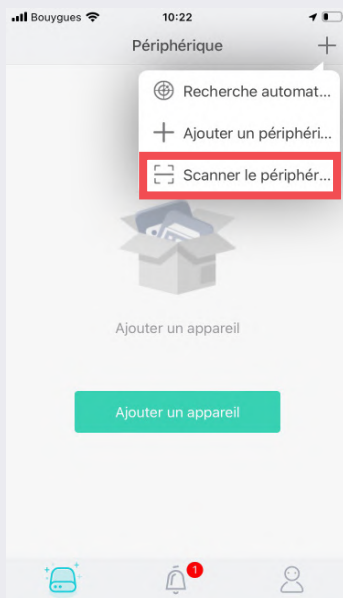 Bouygues 10:22
Périphérique
Recherche automat...
Ajouter un périphéri...
Scanner le périphér...
Ajouter un appareil
Ajouter un appareil
1